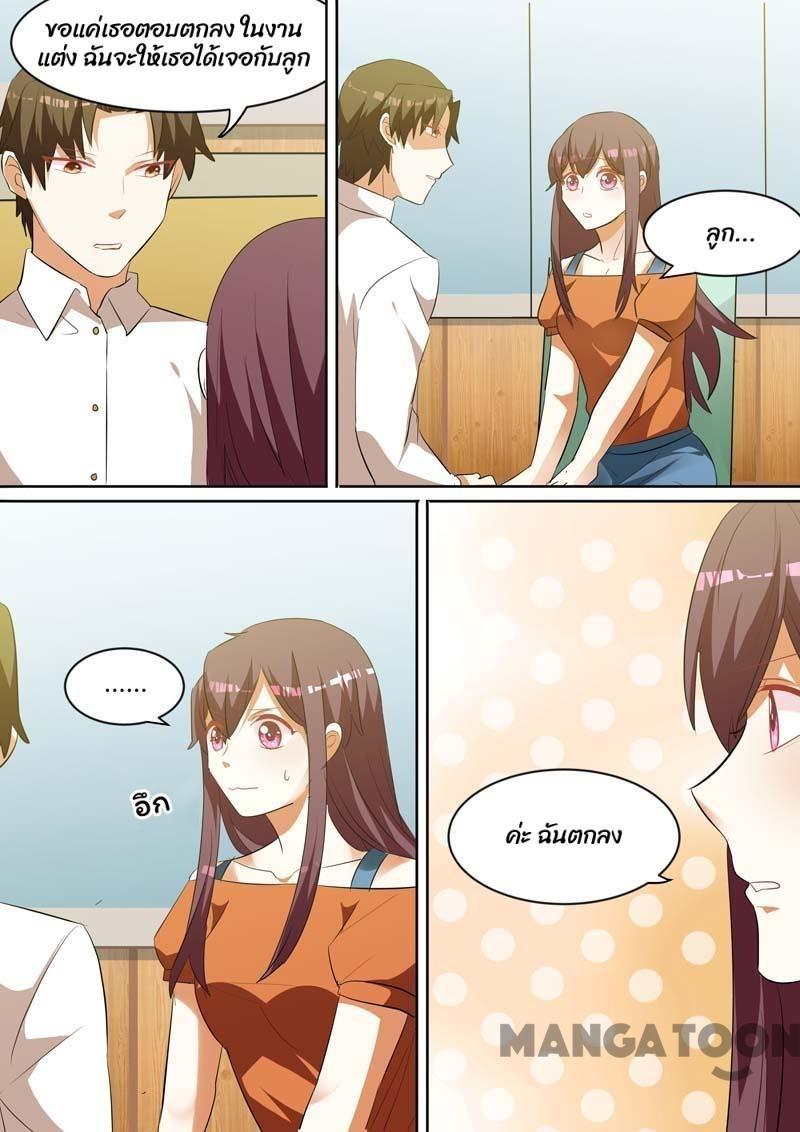 ขอแค่เธอตอบตกลง ในงาน
แต่ง ฉันจะให้เธอได้เจอกับลูก
ลูก...
......
อึก
ค่ะ ฉันตกลง
MANGATOON